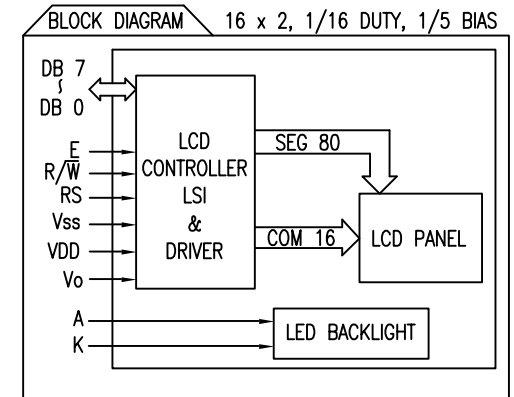 BLOCK DIAGRAM 16 x 2, 1/16 DUTY, 1/5 BIAS
DB 7
~
DB 0
E
R/W̅
RS
Vss
VDD
Vo
A
K
LCD
CONTROLLER
LSI
&
DRIVER
SEG 80
COM 16
LCD PANEL
LED BACKLIGHT